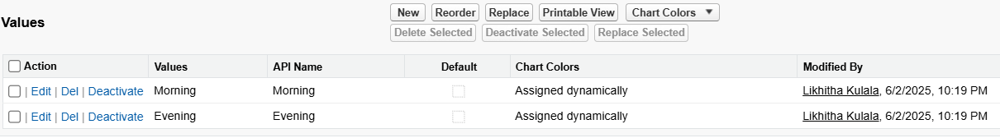 Values
New Reorder Replace Printable View Chart Colors
Delete Selected Deactivate Selected Replace Selected
Action Values API Name Default Chart Colors Modified By
| Edit | Del | Deactivate Morning Morning Assigned dynamically Likhitha Kulala, 6/2/2025, 10:19 PM
| Edit | Del | Deactivate Evening Evening Assigned dynamically Likhitha Kulala, 6/2/2025, 10:19 PM